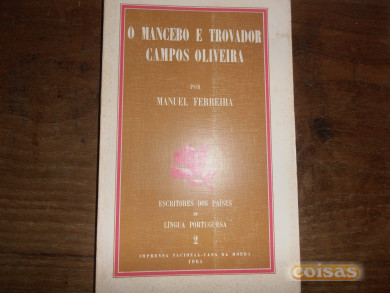 O MANCEBO E TROVADOR
CAMPOS OLIVEIRA
POR
MANUEL FERREIRA
ESCRITORES DOS PAÍSES
DE
LÍNGUA PORTUGUESA
2
IMPRENSA NACIONAL-CASA DA MOEDA
coisas